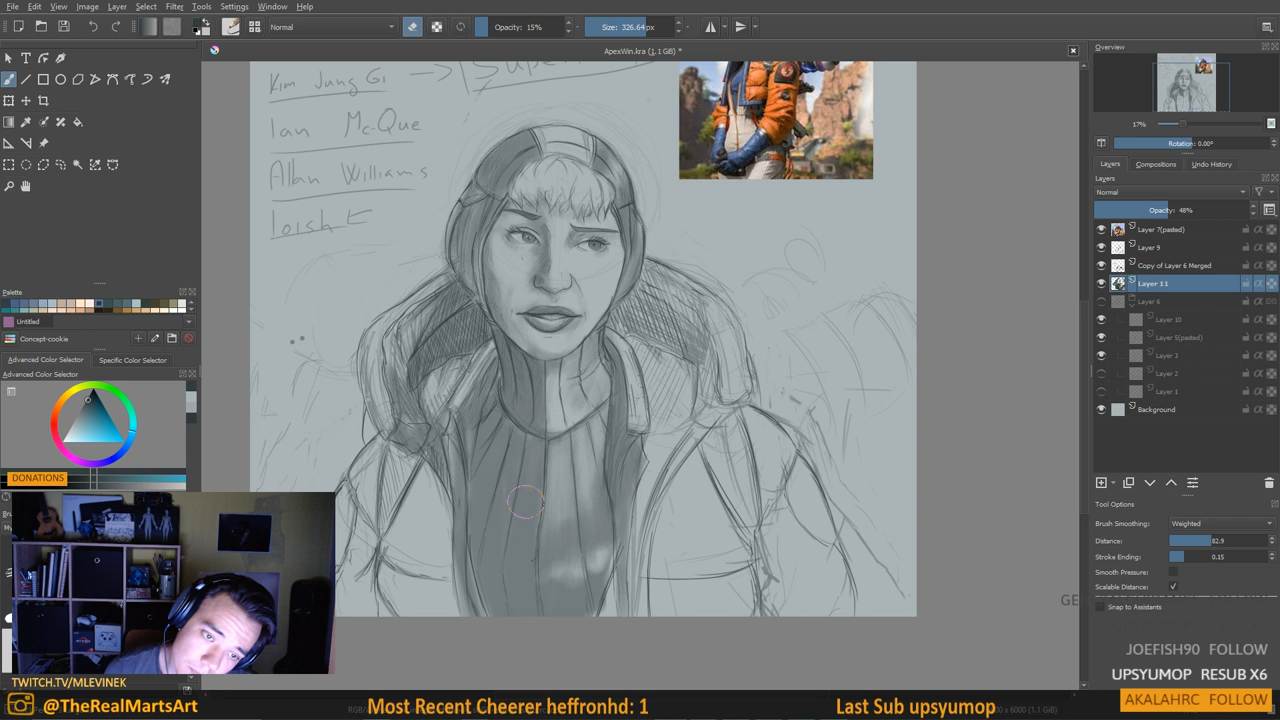 File Edit View Image Layer Select Filter Tools Settings Window Help
Normal
Opacity: 15%
Size: 326.64 px
ApexWin.kra (1.1 GB) *
Overview
17%
Rotation: 0.00°
Layers Compositions Undo History
Layers
Normal
Opacity: 48%
Layer 7(pasted)
Layer 9
Copy of Layer 6 Merged
Layer 11
Layer 6
Layer 10
Layer 5(pasted)
Layer 3
Layer 2
Layer 1
Background
Tool Options
Brush Smoothing: Weighted
Distance: 82.9
Stroke Ending: 0.15
Smooth Pressure:
Scalable Distance:
Snap to Assistants
Kim Jung Gi
Ian McQue
Allan Williams
loish
Untitled
Concept-cookie
Advanced Color Selector Specific Color Selector
Advanced Color Selector
DONATIONS
GE
JOEFISH90 FOLLOW
UPSYUMOP RESUB X6
AKALAHRC FOLLOW
TWITCH.TV/MLEVINEK
@TheRealMartsArt
Most Recent Cheerer heffronhd: 1
Last Sub upsyumop